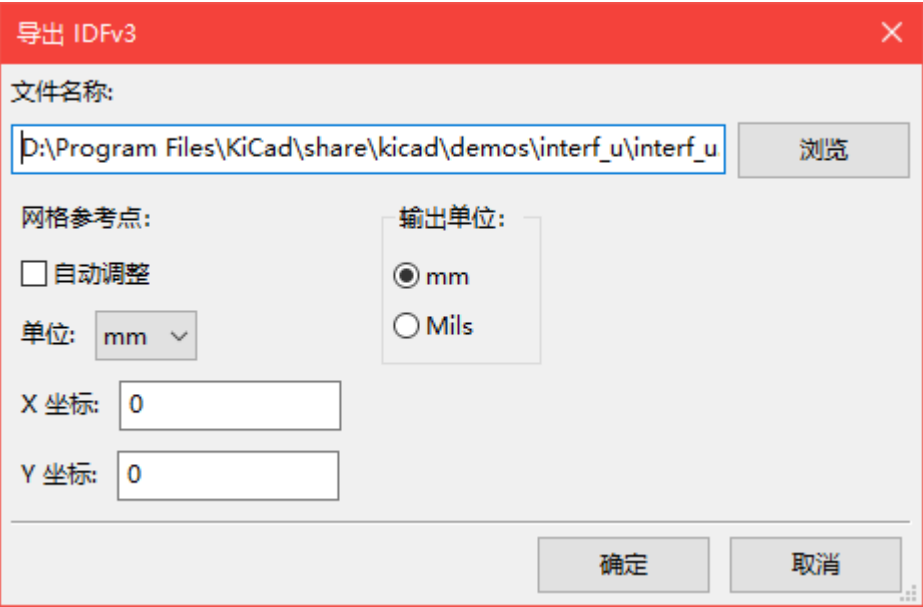 导出 IDFv3
文件名称:
D:\Program Files\KiCad\share\kicad\demos\interf_u\interf_u. 浏览
网格参考点: 输出单位:
自动调整 mm
单位: mm Mils
X 坐标: 0
Y 坐标: 0
确定 取消